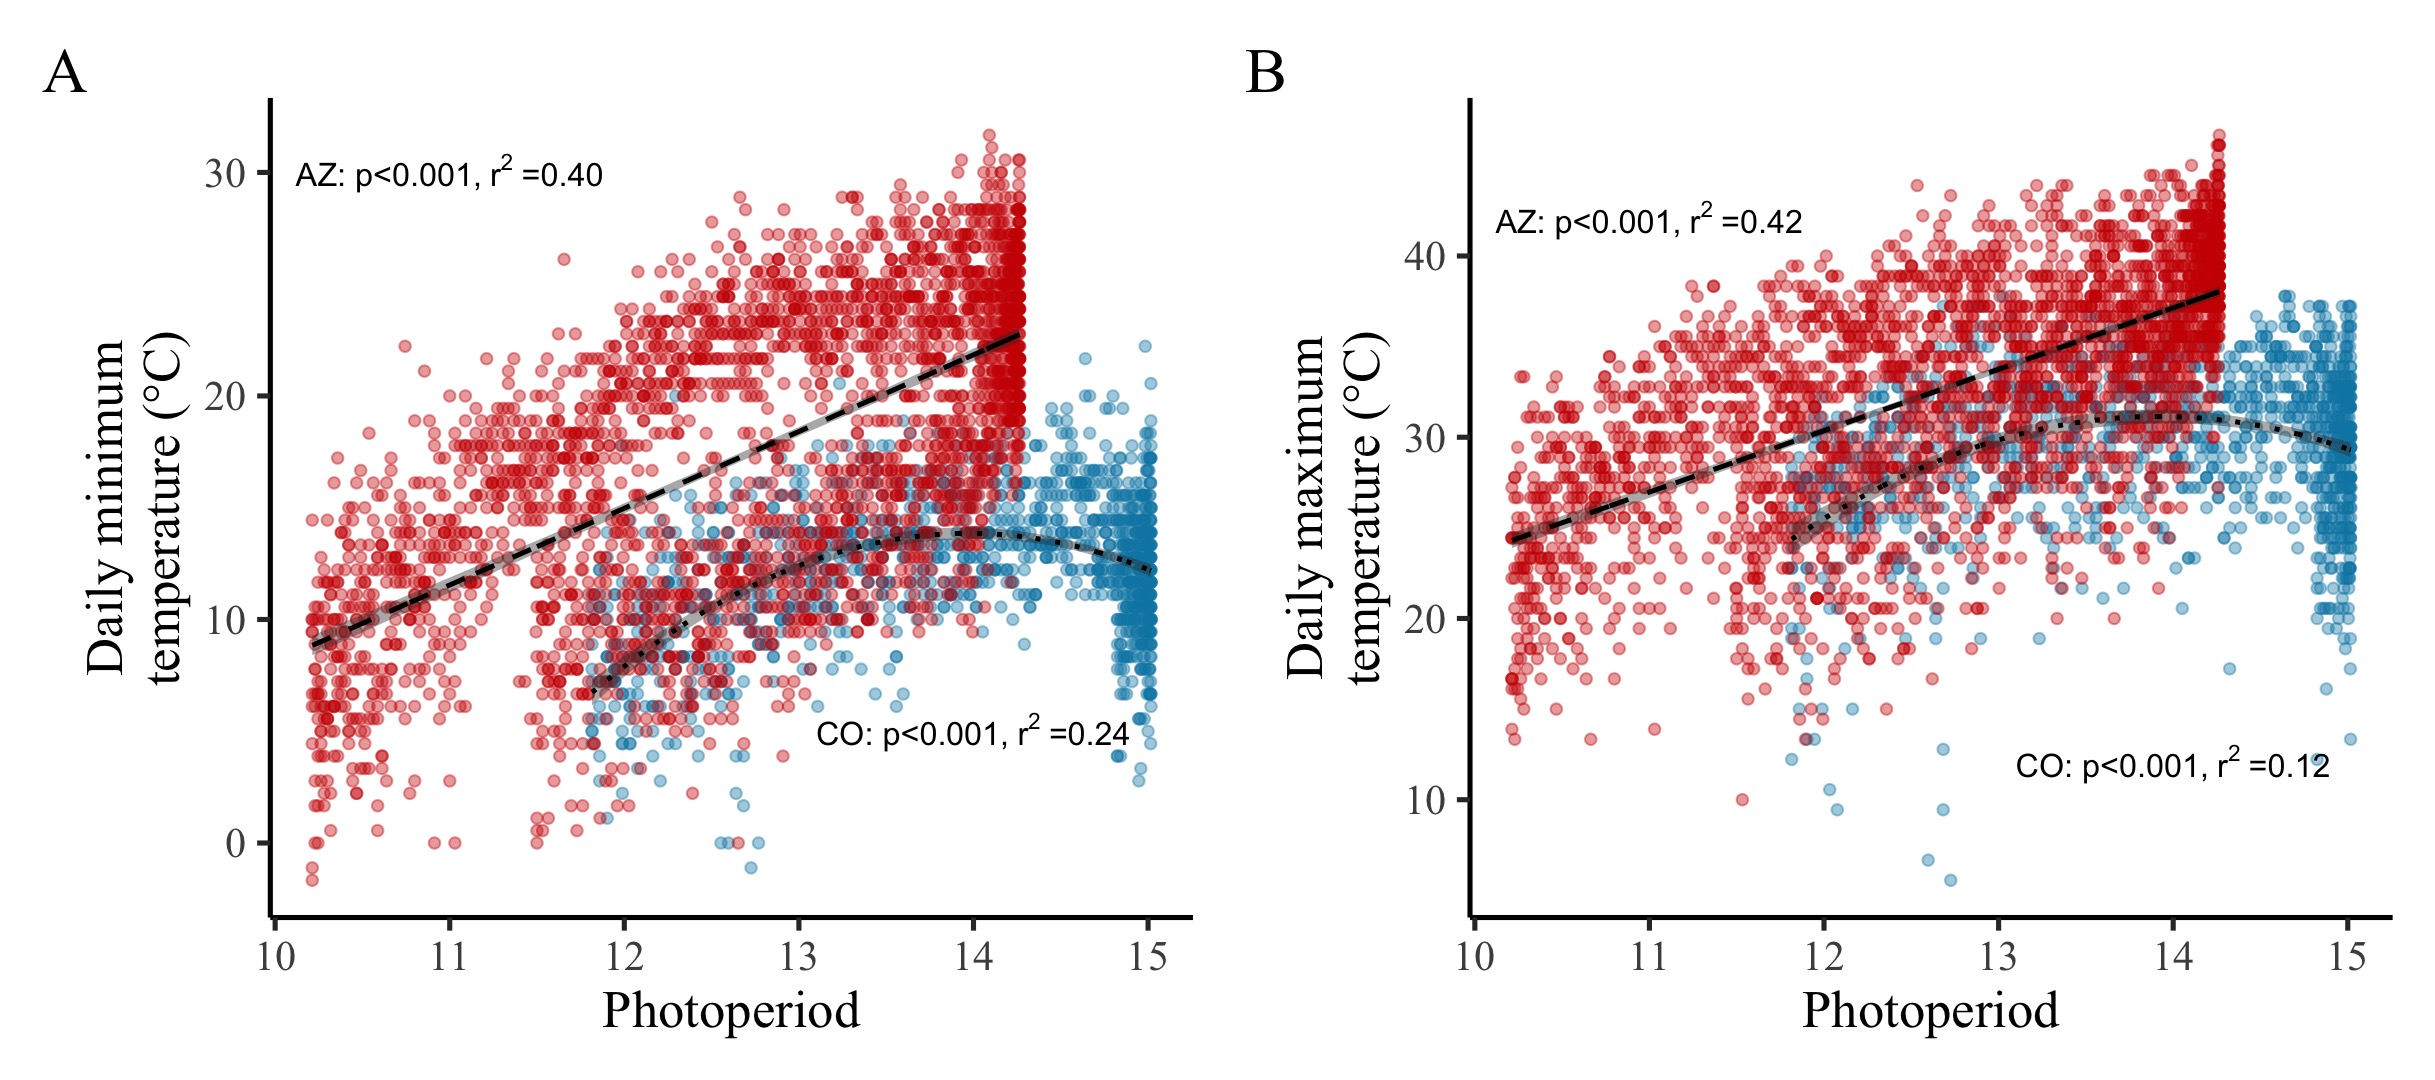 A
Daily minimum
temperature (°C)
30
20
10
0
AZ: p<0.001, r² =0.40
CO: p<0.001, r² =0.24
10 11 12 13 14 15
Photoperiod
B
Daily maximum
temperature (°C)
40
30
20
10
AZ: p<0.001, r² =0.42
CO: p<0.001, r² =0.12
10 11 12 13 14 15
Photoperiod